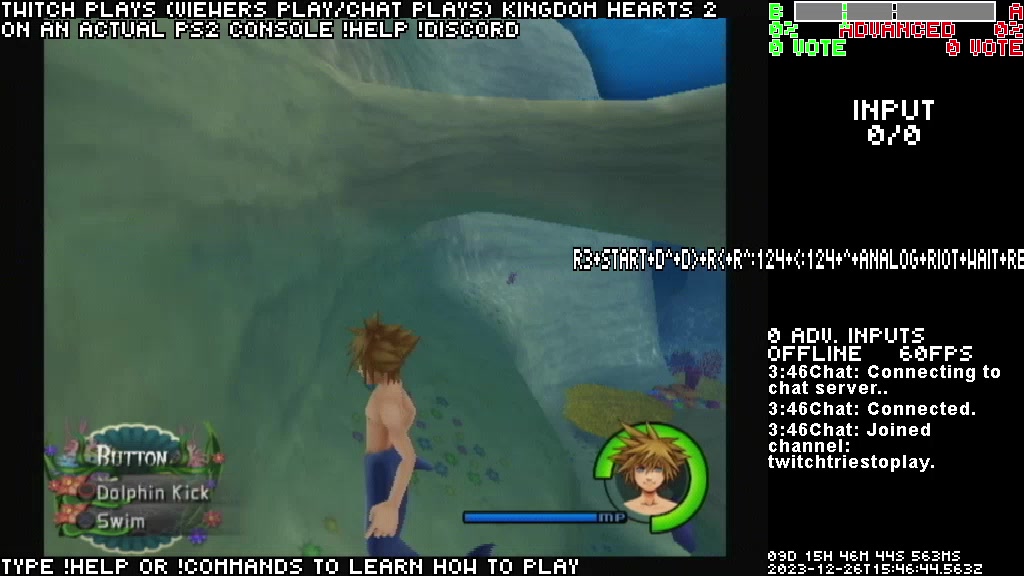 TWITCH PLAYS (VIEWERS PLAY/CHAT PLAYS) KINGDOM HEARTS 2
ON AN ACTUAL PS2 CONSOLE !HELP !DISCORD
B A
0% ADVANCED 0%
0 VOTE 0 VOTE
INPUT
0/0
R3+START+D^+D>+R<+R^:124+<:124+^+ANALOG+RIOT+WAIT+RE
0 ADV. INPUTS
OFFLINE 60FPS
3:46Chat: Connecting to
chat server..
3:46Chat: Connected.
3:46Chat: Joined
channel:
twitchtriestoplay.
BUTTON
Dolphin Kick
Swim
MP
TYPE !HELP OR !COMMANDS TO LEARN HOW TO PLAY
09D 15H 46M 44S 563MS
2023-12-26T15:46:44.563Z